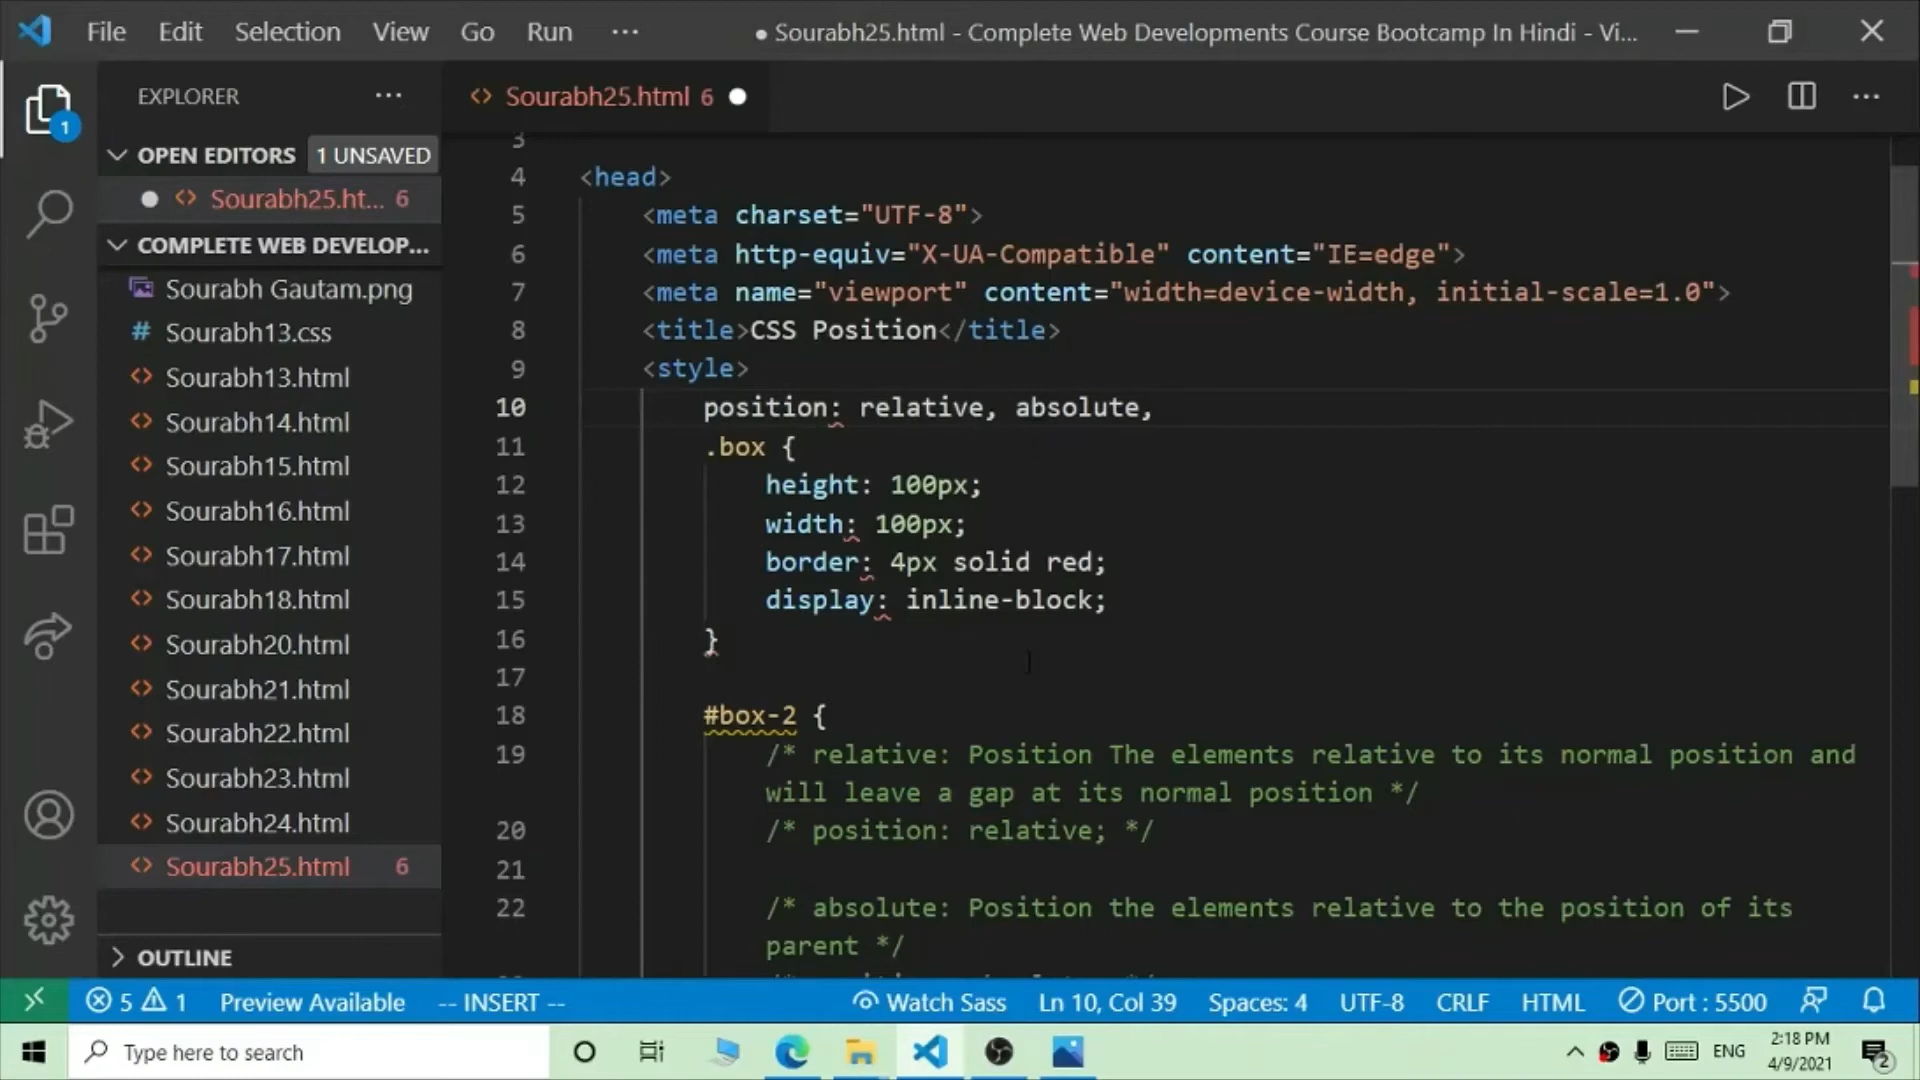 File Edit Selection View Go Run ··· ● Sourabh25.html - Complete Web Developments Course Bootcamp In Hindi - Vi...
EXPLORER ···
Sourabh25.html 6
1
OPEN EDITORS 1 UNSAVED
Sourabh25.ht... 6
COMPLETE WEB DEVELOP...
Sourabh Gautam.png
# Sourabh13.css
Sourabh13.html
Sourabh14.html
Sourabh15.html
Sourabh16.html
Sourabh17.html
Sourabh18.html
Sourabh20.html
Sourabh21.html
Sourabh22.html
Sourabh23.html
Sourabh24.html
Sourabh25.html 6
OUTLINE
3
4 <head>
5 <meta charset="UTF-8">
6 <meta http-equiv="X-UA-Compatible" content="IE=edge">
7 <meta name="viewport" content="width=device-width, initial-scale=1.0">
8 <title>CSS Position</title>
9 <style>
10 position: relative, absolute,
11 .box {
12 height: 100px;
13 width: 100px;
14 border: 4px solid red;
15 display: inline-block;
16 }
17
18 #box-2 {
19 /* relative: Position The elements relative to its normal position and
will leave a gap at its normal position */
20 /* position: relative; */
21
22 /* absolute: Position the elements relative to the position of its
parent */
5 1 Preview Available -- INSERT -- Watch Sass Ln 10, Col 39 Spaces: 4 UTF-8 CRLF HTML Port : 5500
Type here to search
ENG
2:18 PM
4/9/2021
2